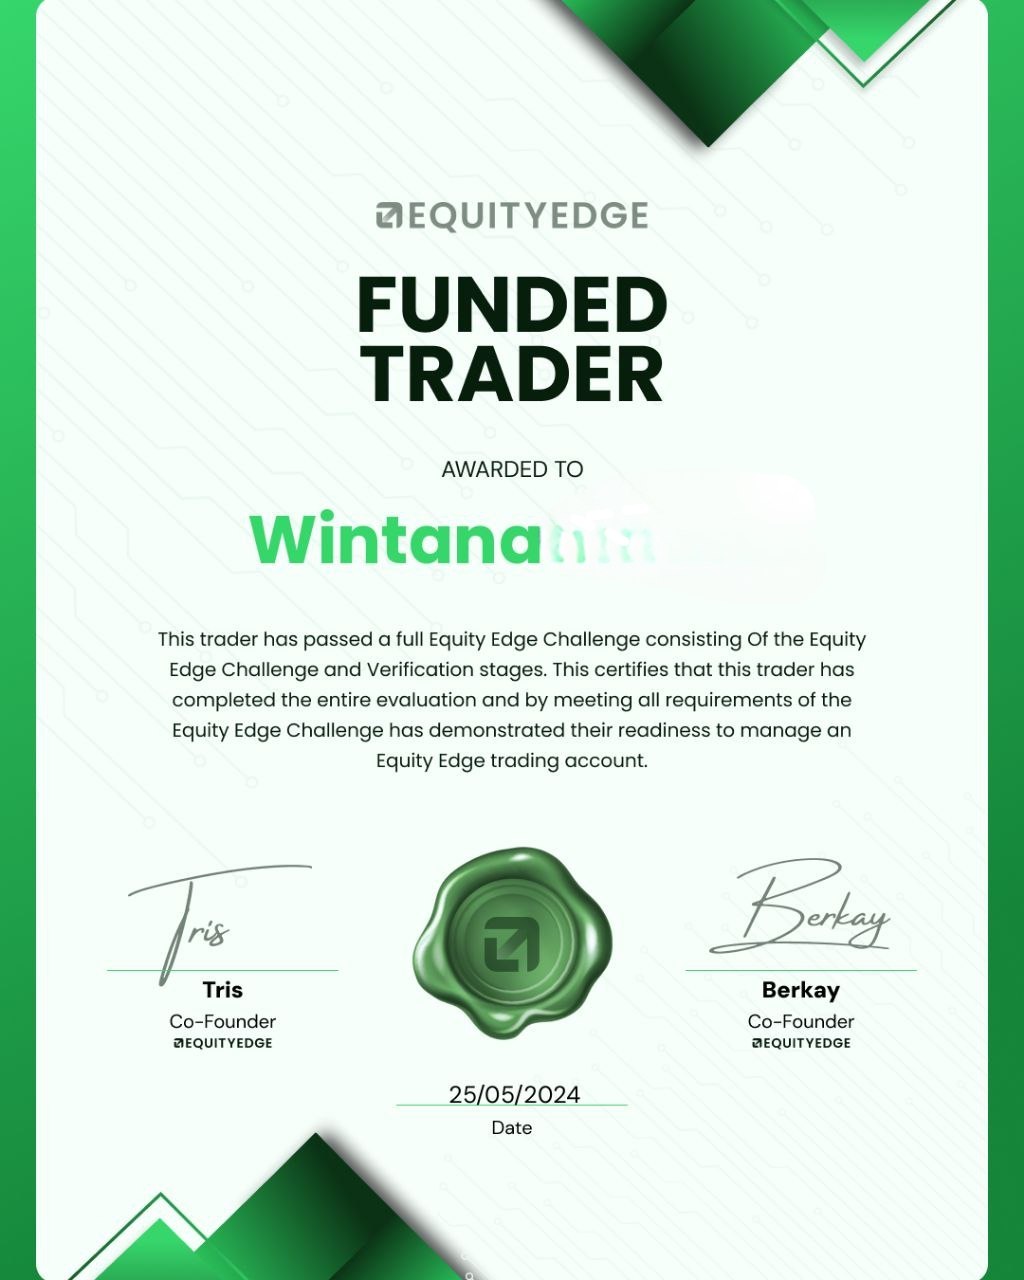 EQUITYEDGE
FUNDED
TRADER
AWARDED TO
Wintana
This trader has passed a full Equity Edge Challenge consisting Of the Equity
Edge Challenge and Verification stages. This certifies that this trader has
completed the entire evaluation and by meeting all requirements of the
Equity Edge Challenge has demonstrated their readiness to manage an
Equity Edge trading account.
Tris
Berkay
Tris
Berkay
Co-Founder
Co-Founder
EQUITYEDGE
EQUITYEDGE
25/05/2024
Date